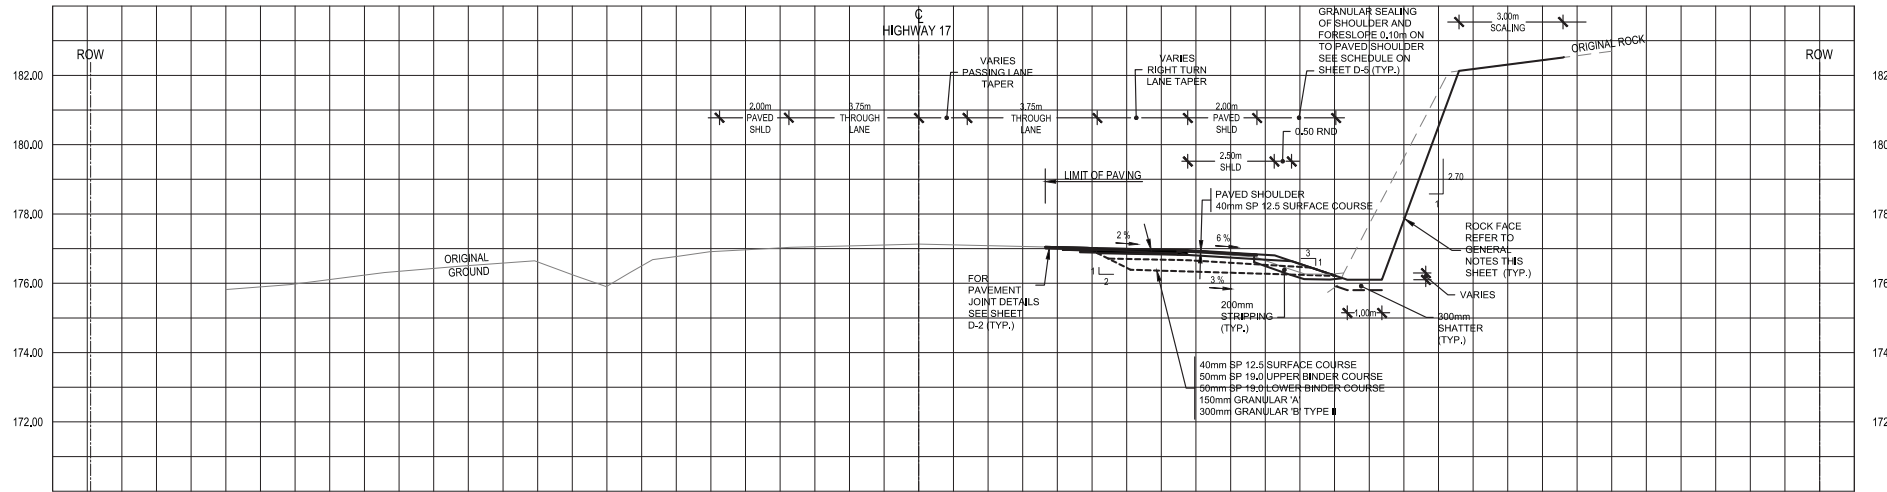 ℄
HIGHWAY 17
ROW
ROW
182.00
180.00
178.00
176.00
174.00
172.00
182
180
178
176
174
172
2.00m
PAVED
SHLD
3.75m
THROUGH
LANE
VARIES
PASSING LANE
TAPER
3.75m
THROUGH
LANE
VARIES
RIGHT TURN
LANE TAPER
2.00m
PAVED
SHLD
GRANULAR SEALING
OF SHOULDER AND
FORESLOPE 0.10m ON
TO PAVED SHOULDER
SEE SCHEDULE ON
SHEET D-5 (TYP.)
3.00m
SCALING
ORIGINAL ROCK
0.50 RND
2.50m
SHLD
LIMIT OF PAVING
PAVED SHOULDER
40mm SP 12.5 SURFACE COURSE
2.70
1
ROCK FACE
REFER TO
GENERAL
NOTES THIS
SHEET (TYP.)
2 %
6 %
3
1
1
2
3 %
ORIGINAL
GROUND
FOR
PAVEMENT
JOINT DETAILS
SEE SHEET
D-2 (TYP.)
200mm
STRIPPING
(TYP.)
1.00m
VARIES
300mm
SHATTER
(TYP.)
40mm SP 12.5 SURFACE COURSE
50mm SP 19.0 UPPER BINDER COURSE
50mm SP 19.0 LOWER BINDER COURSE
150mm GRANULAR 'A'
300mm GRANULAR 'B' TYPE II